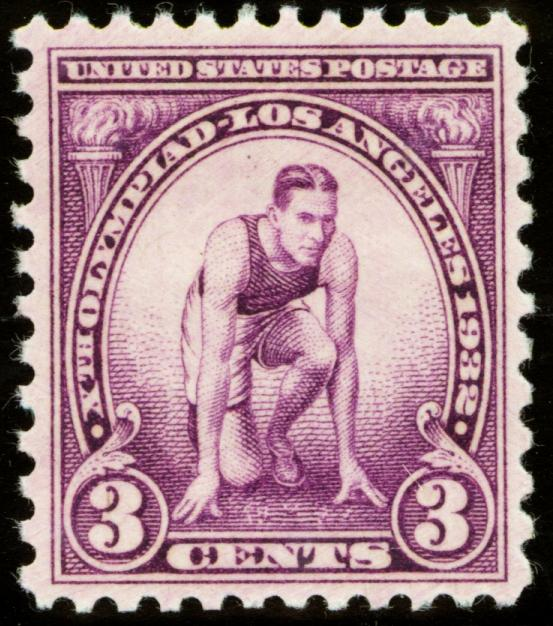 UNITED STATES POSTAGE
XTH OLYMPIAD-LOS ANGELES 1932
3 CENTS 3